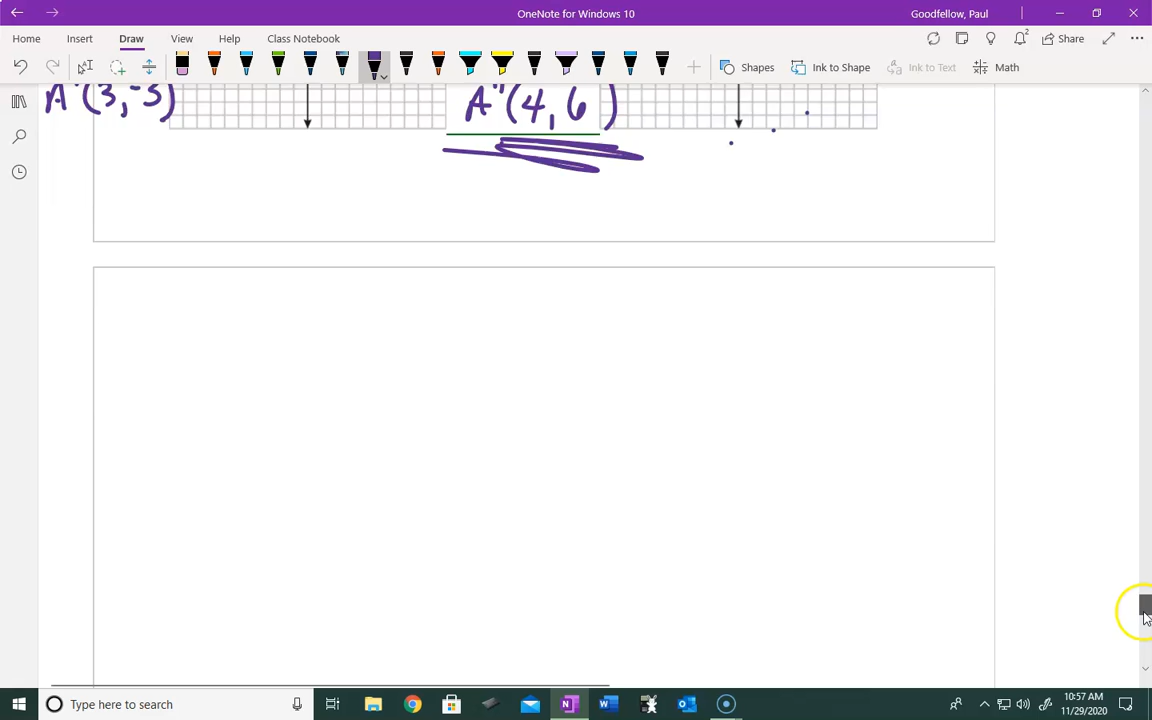 OneNote for Windows 10
Goodfellow, Paul
Home Insert Draw View Help Class Notebook
Share
Shapes
Ink to Shape
Ink to Text
Math
A'(3,-3)
A"(4,6)
Type here to search
10:57 AM
11/29/2020